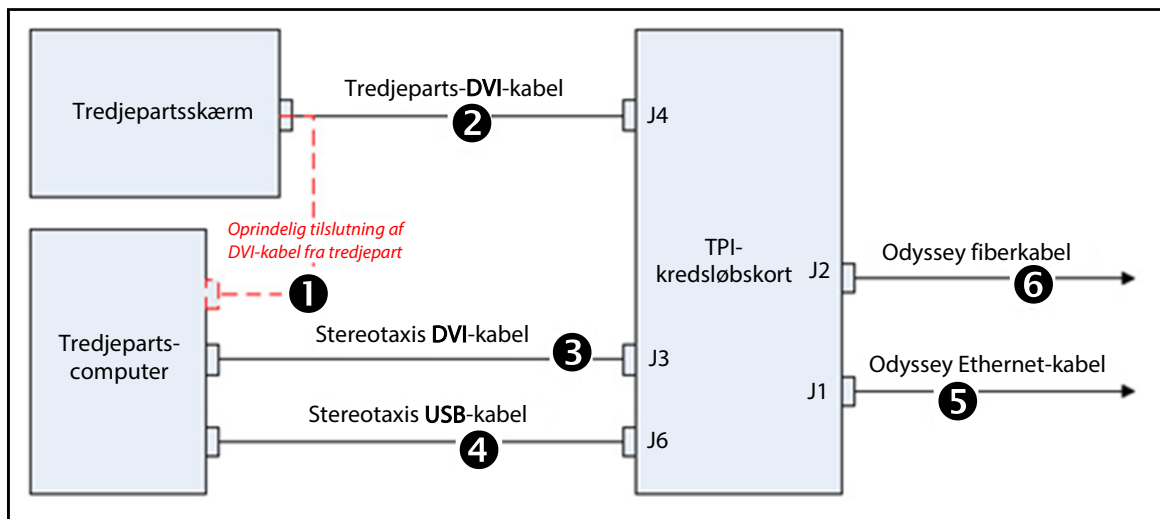 Tredjepartsskærm
Tredjeparts-DVI-kabel
2
J4
Oprindelig tilslutning af
DVI-kabel fra tredjepart
1
TPI-
kredsløbskort
J2
Odyssey fiberkabel
6
Tredjeparts-
computer
Stereotaxis DVI-kabel
3
J3
J1
Odyssey Ethernet-kabel
5
Stereotaxis USB-kabel
4
J6